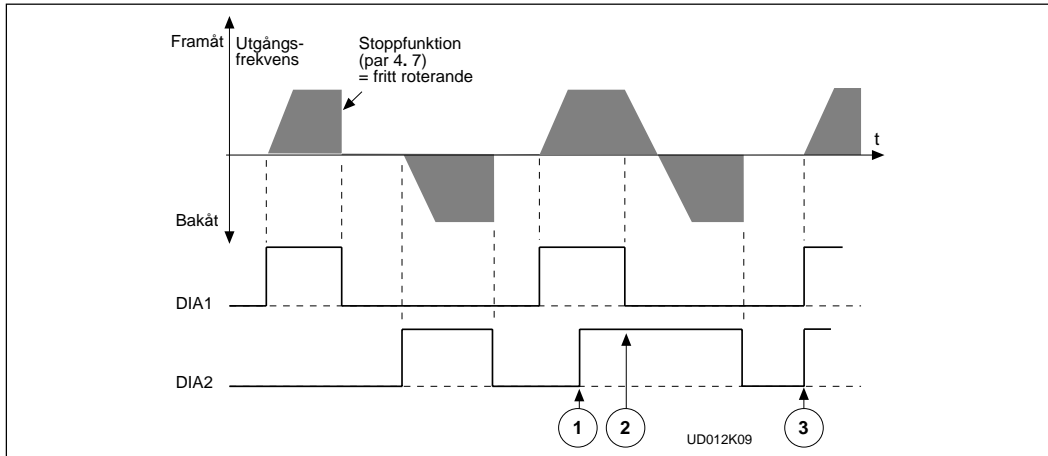 Framåt
Utgångs-
frekvens
Stoppfunktion
(par 4. 7)
= fritt roterande
t
Bakåt
DIA1
DIA2
1
2
3
UD012K09